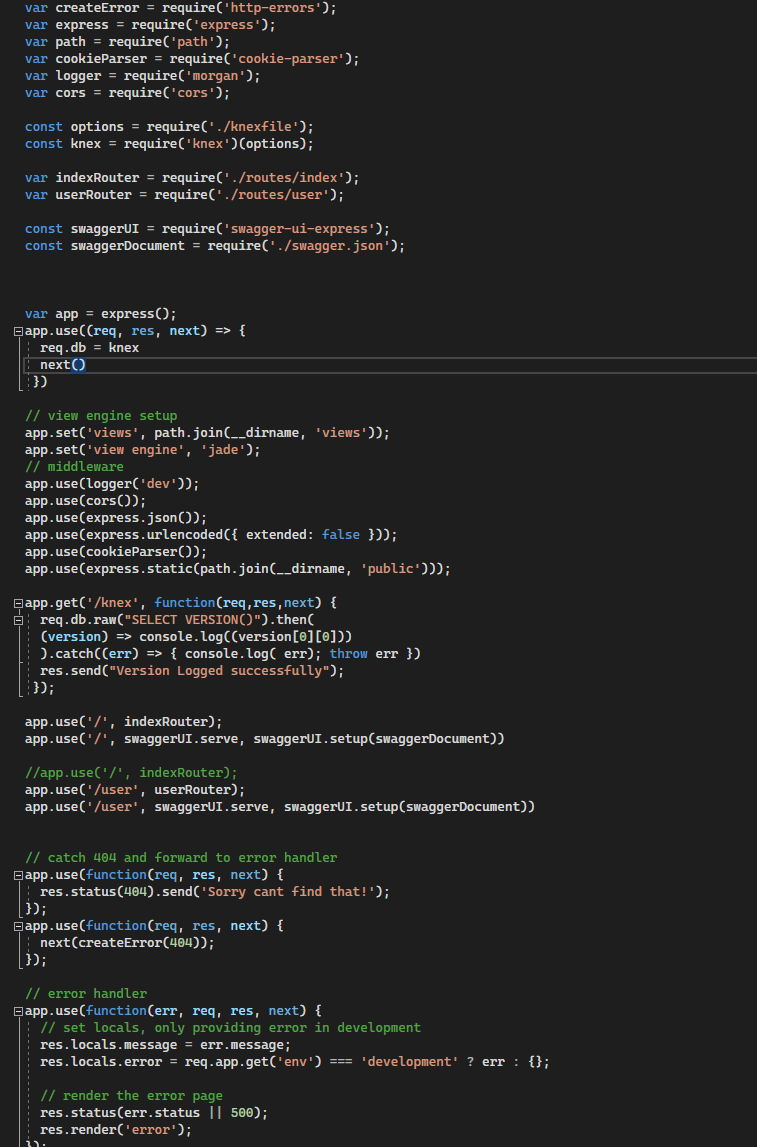 var createError = require('http-errors');
var express = require('express');
var path = require('path');
var cookieParser = require('cookie-parser');
var logger = require('morgan');
var cors = require('cors');

const options = require('./knexfile');
const knex = require('knex')(options);

var indexRouter = require('./routes/index');
var userRouter = require('./routes/user');

const swaggerUI = require('swagger-ui-express');
const swaggerDocument = require('./swagger.json');

var app = express();
app.use((req, res, next) => {
  req.db = knex
  next()
 })

// view engine setup
app.set('views', path.join(__dirname, 'views'));
app.set('view engine', 'jade');
// middleware
app.use(logger('dev'));
app.use(cors());
app.use(express.json());
app.use(express.urlencoded({ extended: false }));
app.use(cookieParser());
app.use(express.static(path.join(__dirname, 'public')));

app.get('/knex', function(req,res,next) {
  req.db.raw("SELECT VERSION()").then(
  (version) => console.log((version[0][0]))
  ).catch((err) => { console.log( err); throw err })
  res.send("Version Logged successfully");
 });

app.use('/', indexRouter);
app.use('/', swaggerUI.serve, swaggerUI.setup(swaggerDocument))

//app.use('/', indexRouter);
app.use('/user', userRouter);
app.use('/user', swaggerUI.serve, swaggerUI.setup(swaggerDocument))

// catch 404 and forward to error handler
app.use(function(req, res, next) {
  res.status(404).send('Sorry cant find that!');
});
app.use(function(req, res, next) {
  next(createError(404));
});

// error handler
app.use(function(err, req, res, next) {
  // set locals, only providing error in development
  res.locals.message = err.message;
  res.locals.error = req.app.get('env') === 'development' ? err : {};

  // render the error page
  res.status(err.status || 500);
  res.render('error');
});